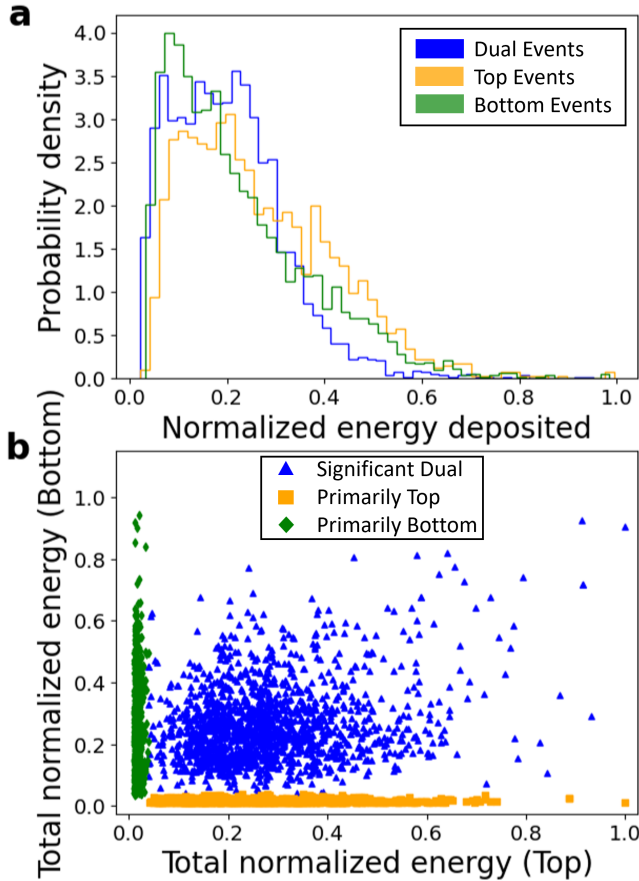 a
Probability density
4.0
3.5
3.0
2.5
2.0
1.5
1.0
0.5
0.0
Dual Events
Top Events
Bottom Events
0.0 0.2 0.4 0.6 0.8 1.0
Normalized energy deposited
b
Total normalized energy (Bottom)
Significant Dual
Primarily Top
Primarily Bottom
1.0
0.8
0.6
0.4
0.2
0.0
0.0 0.2 0.4 0.6 0.8 1.0
Total normalized energy (Top)